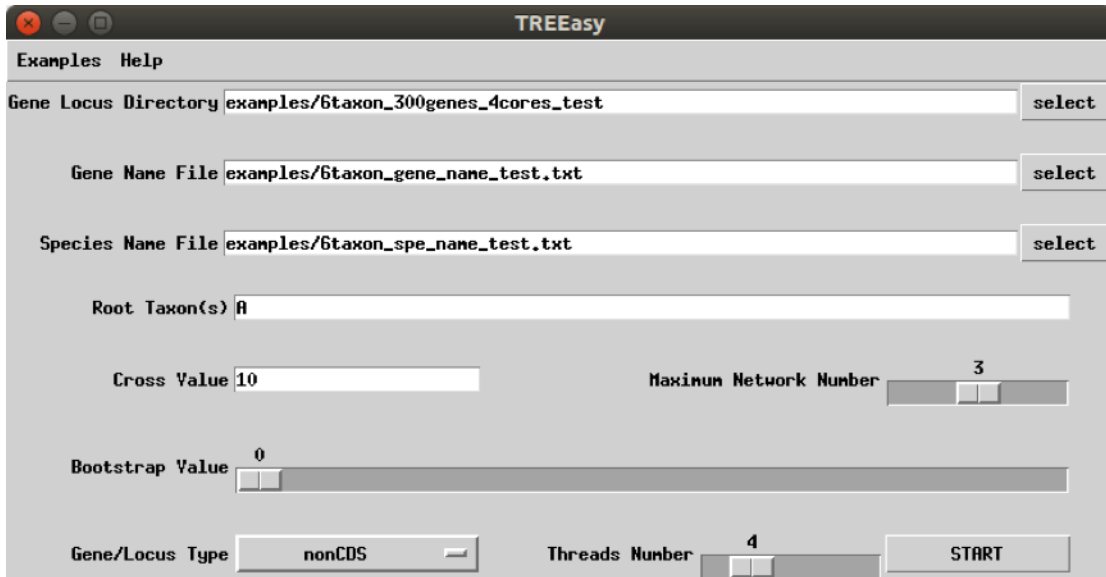 TREEasy
Examples Help
Gene Locus Directory examples/6taxon_300genes_4cores_test select
Gene Name File examples/6taxon_gene_name_test.txt select
Species Name File examples/6taxon_spe_name_test.txt select
Root Taxon(s) A
Cross Value 10 Maximum Network Number 3
Bootstrap Value 0
Gene/Locus Type nonCDS Threads Number 4 START